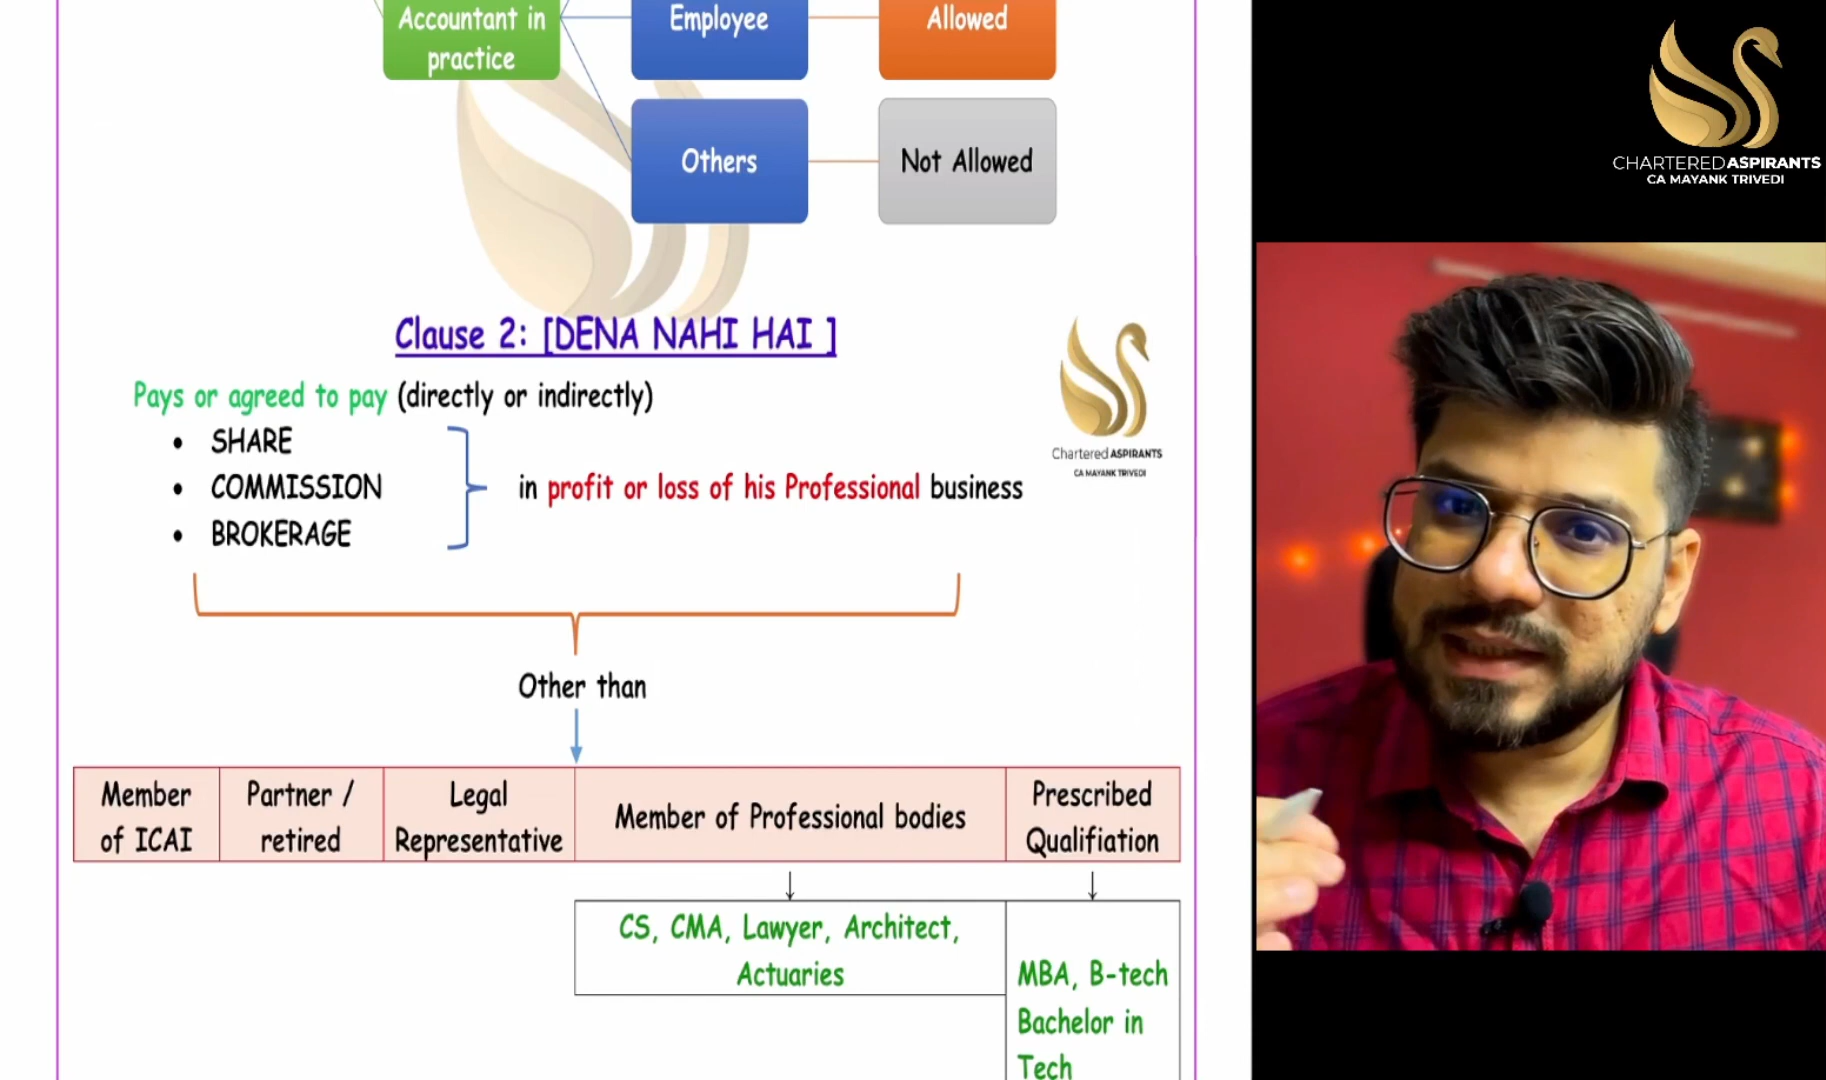 Accountant in
practice
Employee
Allowed
Others
Not Allowed
CHARTEREDASPIRANTS
CA MAYANK TRIVEDI
Clause 2: [DENA NAHI HAI ]
Pays or agreed to pay (directly or indirectly)
• SHARE
• COMMISSION
• BROKERAGE
in profit or loss of his Professional business
Chartered ASPIRANTS
CA MAYANK TRIVEDI
Other than
Member
of ICAI
Partner /
retired
Legal
Representative
Member of Professional bodies
Prescribed
Qualifiation
CS, CMA, Lawyer, Architect,
Actuaries
MBA, B-tech
Bachelor in
Tech